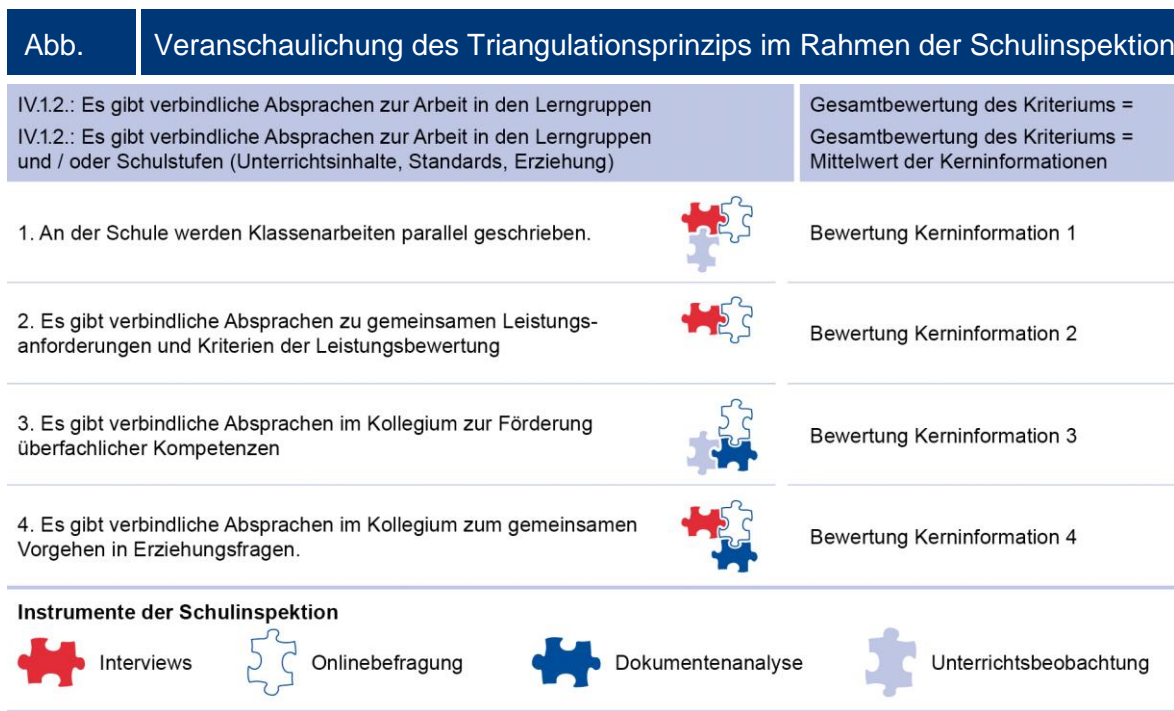 Abb. Veranschaulichung des Triangulationsprinzips im Rahmen der Schulinspektion
IV.1.2.: Es gibt verbindliche Absprachen zur Arbeit in den Lerngruppen
Gesamtbewertung des Kriteriums =
IV.1.2.: Es gibt verbindliche Absprachen zur Arbeit in den Lerngruppen
und / oder Schulstufen (Unterrichtsinhalte, Standards, Erziehung)
Gesamtbewertung des Kriteriums =
Mittelwert der Kerninformationen
1. An der Schule werden Klassenarbeiten parallel geschrieben.
Bewertung Kerninformation 1
2. Es gibt verbindliche Absprachen zu gemeinsamen Leistungs-
anforderungen und Kriterien der Leistungsbewertung
Bewertung Kerninformation 2
3. Es gibt verbindliche Absprachen im Kollegium zur Förderung
überfachlicher Kompetenzen
Bewertung Kerninformation 3
4. Es gibt verbindliche Absprachen im Kollegium zum gemeinsamen
Vorgehen in Erziehungsfragen.
Bewertung Kerninformation 4
Instrumente der Schulinspektion
Interviews Onlinebefragung Dokumentenanalyse Unterrichtsbeobachtung